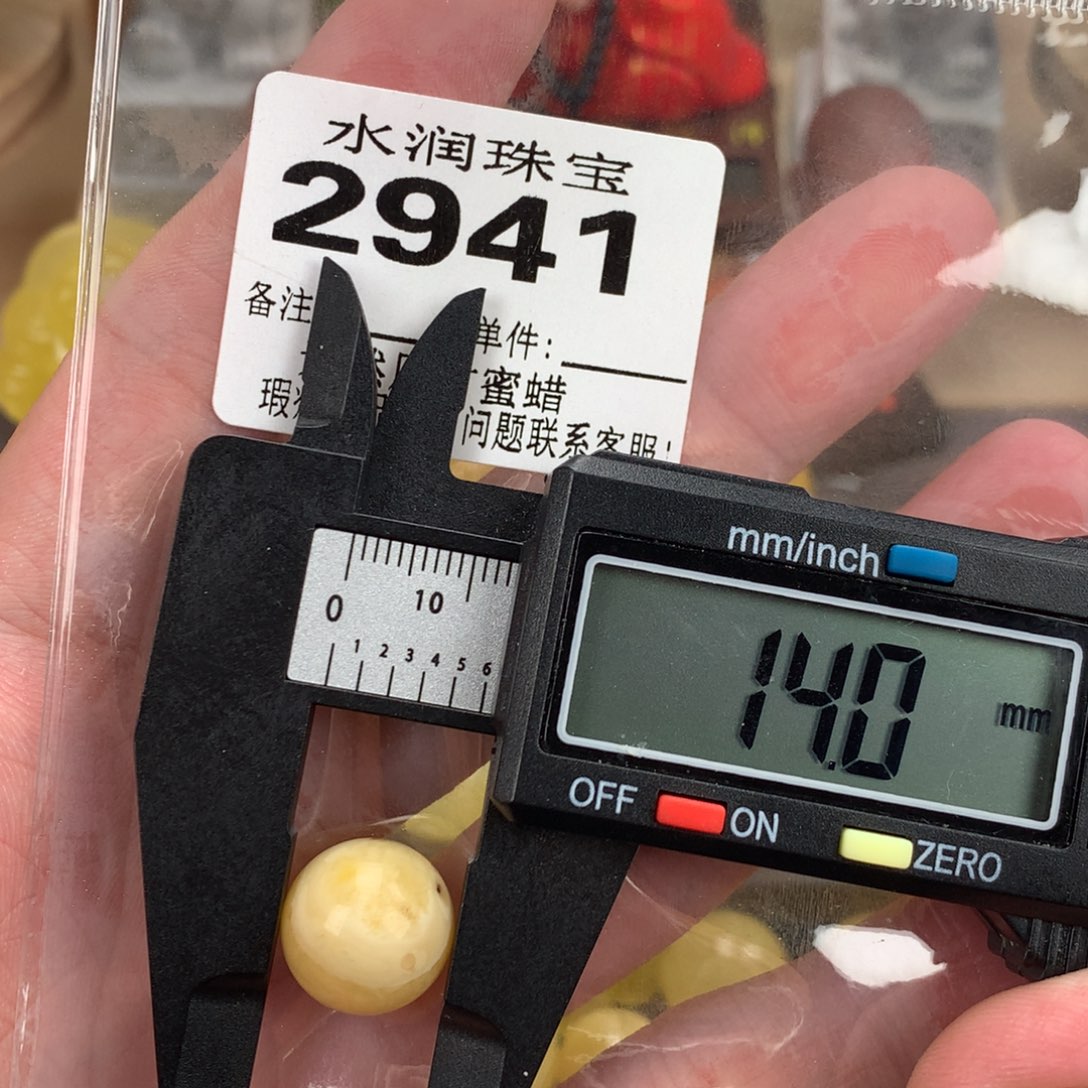 水润珠宝
2941
备注 单件:
蜜蜡
瑕 问题联系客服!
mm/inch
0 10
1 2 3 4 5 6
14.0 mm
OFF ON ZERO